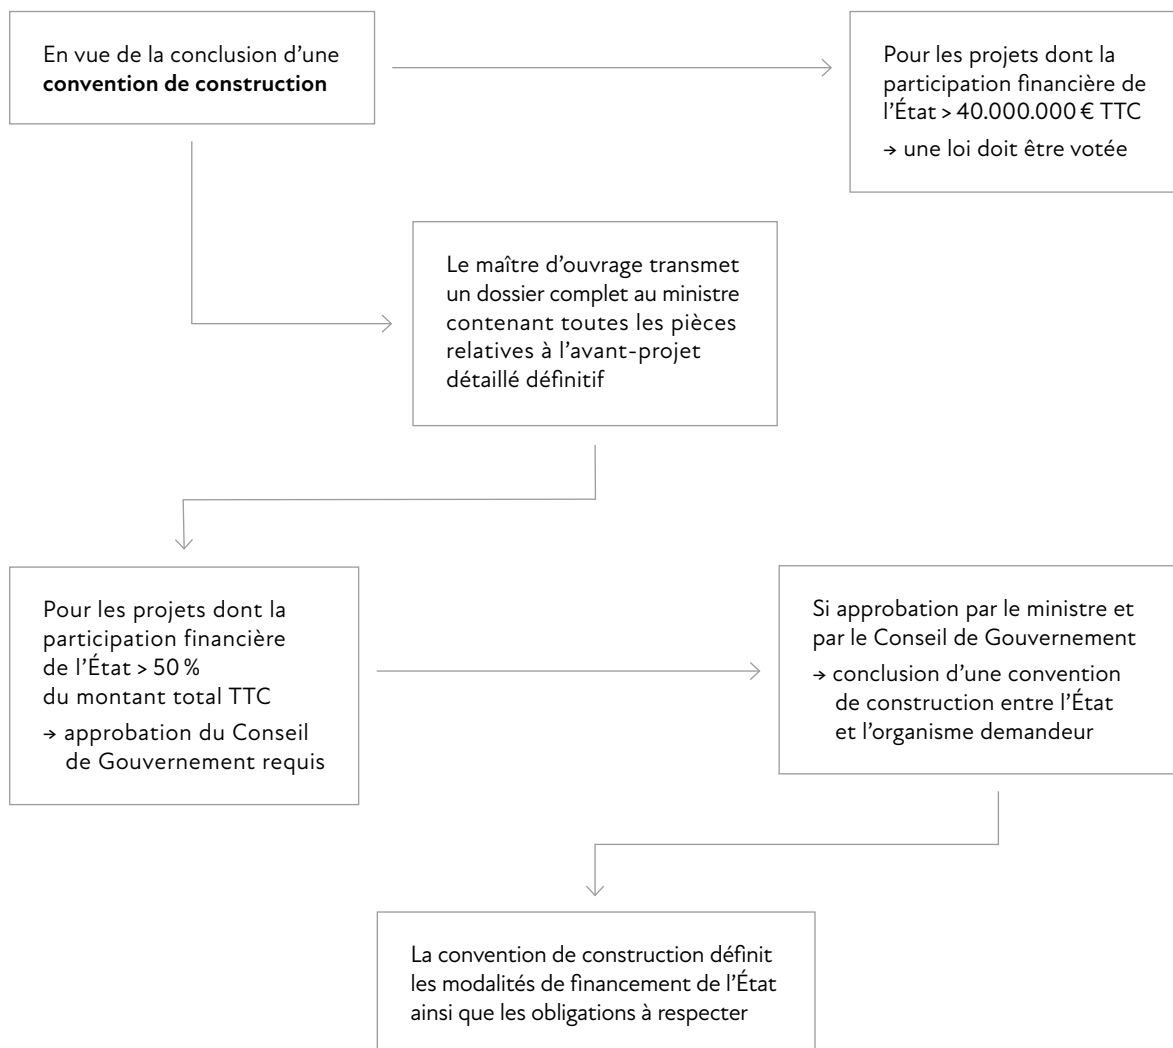 En vue de la conclusion d’une
convention de construction
Pour les projets dont la
participation financière de
l’État > 40.000.000 € TTC
→ une loi doit être votée
Le maître d’ouvrage transmet
un dossier complet au ministre
contenant toutes les pièces
relatives à l’avant-projet
détaillé définitif
Pour les projets dont la
participation financière
de l’État > 50 %
du montant total TTC
→ approbation du Conseil
de Gouvernement requis
Si approbation par le ministre et
par le Conseil de Gouvernement
→ conclusion d’une convention
de construction entre l’État
et l’organisme demandeur
La convention de construction définit
les modalités de financement de l’État
ainsi que les obligations à respecter